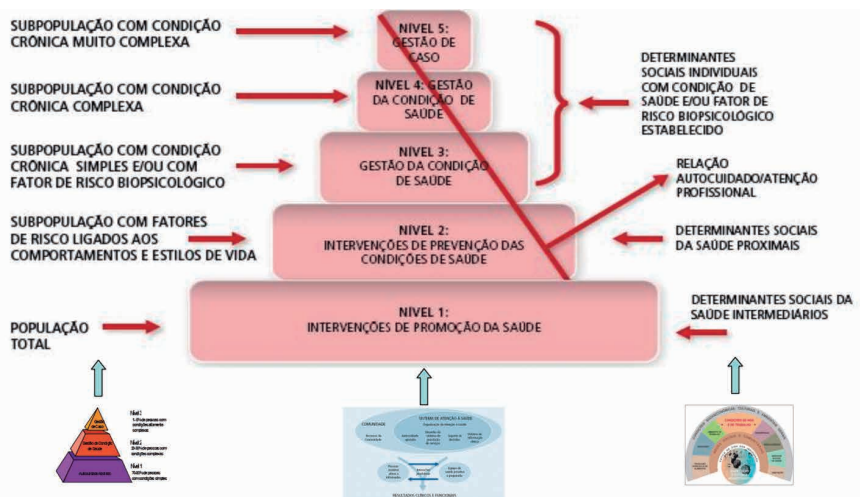 SUBPOPULAÇÃO COM CONDIÇÃO
CRÔNICA MUITO COMPLEXA
SUBPOPULAÇÃO COM CONDIÇÃO
CRÔNICA COMPLEXA
SUBPOPULAÇÃO COM CONDIÇÃO
CRÔNICA SIMPLES E/OU COM
FATOR DE RISCO BIOPSICOLÓGICO
SUBPOPULAÇÃO COM FATORES
DE RISCO LIGADOS AOS
COMPORTAMENTOS E ESTILOS DE VIDA
POPULAÇÃO
TOTAL
NÍVEL 5:
GESTÃO DE
CASO
NÍVEL 4: GESTÃO
DA CONDIÇÃO DE
SAÚDE
NÍVEL 3:
GESTÃO DA CONDIÇÃO
DE SAÚDE
NÍVEL 2:
INTERVENÇÕES DE PREVENÇÃO DAS
CONDIÇÕES DE SAÚDE
NÍVEL 1:
INTERVENÇÕES DE PROMOÇÃO DA SAÚDE
DETERMINANTES
SOCIAIS INDIVIDUAIS
COM CONDIÇÃO DE
SAÚDE E/OU FATOR DE
RISCO BIOPSICOLÓGICO
ESTABELECIDO
RELAÇÃO
AUTOCUIDADO/ATENÇÃO
PROFISSIONAL
DETERMINANTES SOCIAIS
DA SAÚDE PROXIMAIS
DETERMINANTES SOCIAIS DA
SAÚDE INTERMEDIÁRIOS
COMUNIDADE
SISTEMA DE ATENÇÃO À SAÚDE